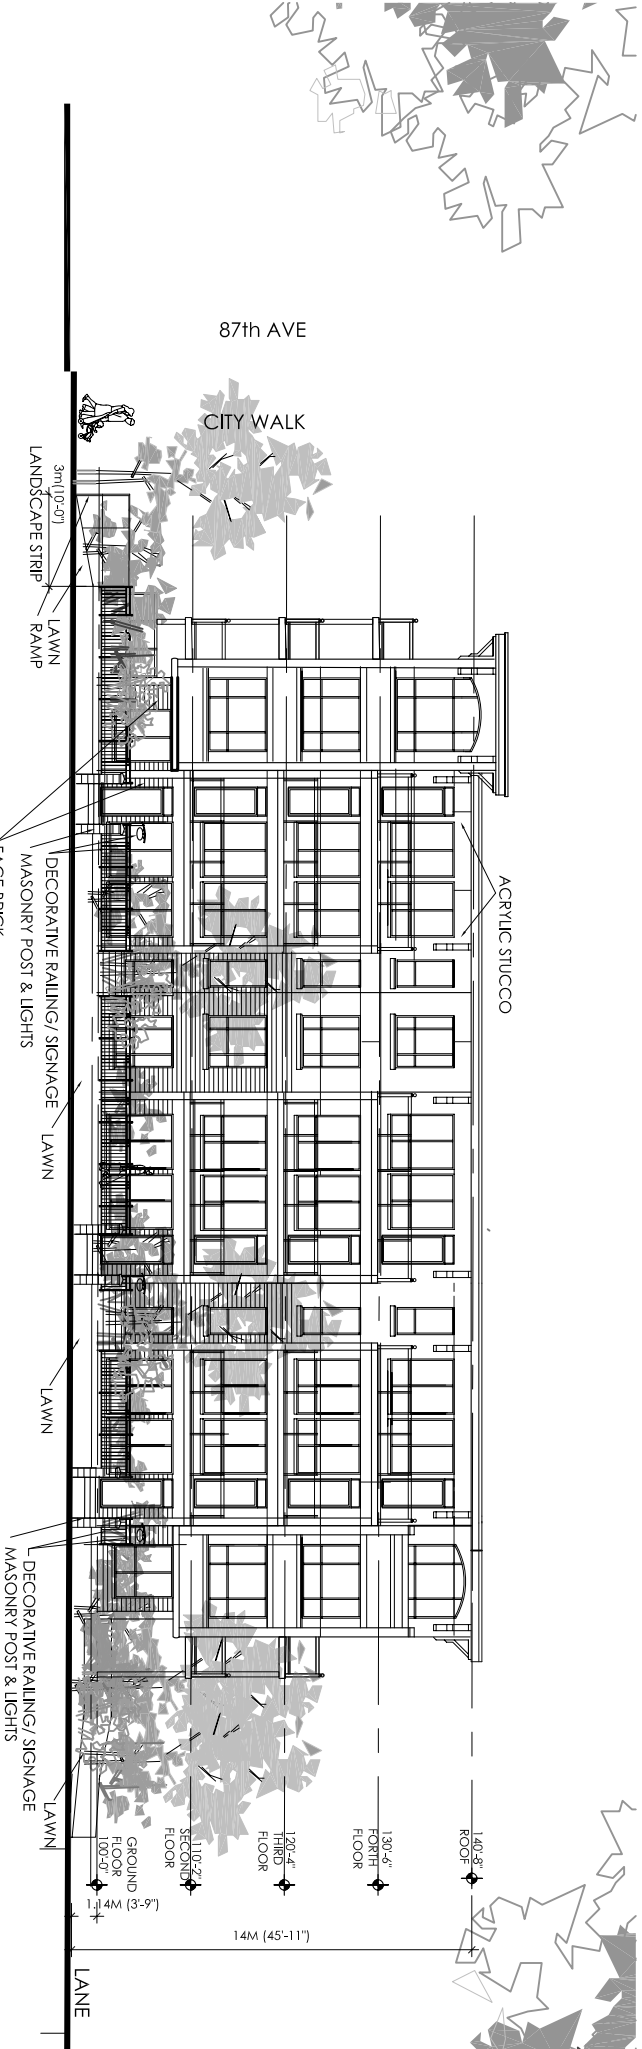 87th AVE
CITY WALK
3m(10'-0")
LANDSCAPE STRIP
LAWN
RAMP
ACRYLIC STUCCO
FACE BRICK
DECORATIVE RAILING/ SIGNAGE
MASONRY POST & LIGHTS
LAWN
LAWN
DECORATIVE RAILING/ SIGNAGE
MASONRY POST & LIGHTS
LAWN
140'-8"
ROOF
130'-6"
FORTH
FLOOR
120'-4"
THIRD
FLOOR
110'-2"
SECOND
FLOOR
GROUND
FLOOR
100'-0"
1.14M (3'-9")
14M (45'-11")
LANE